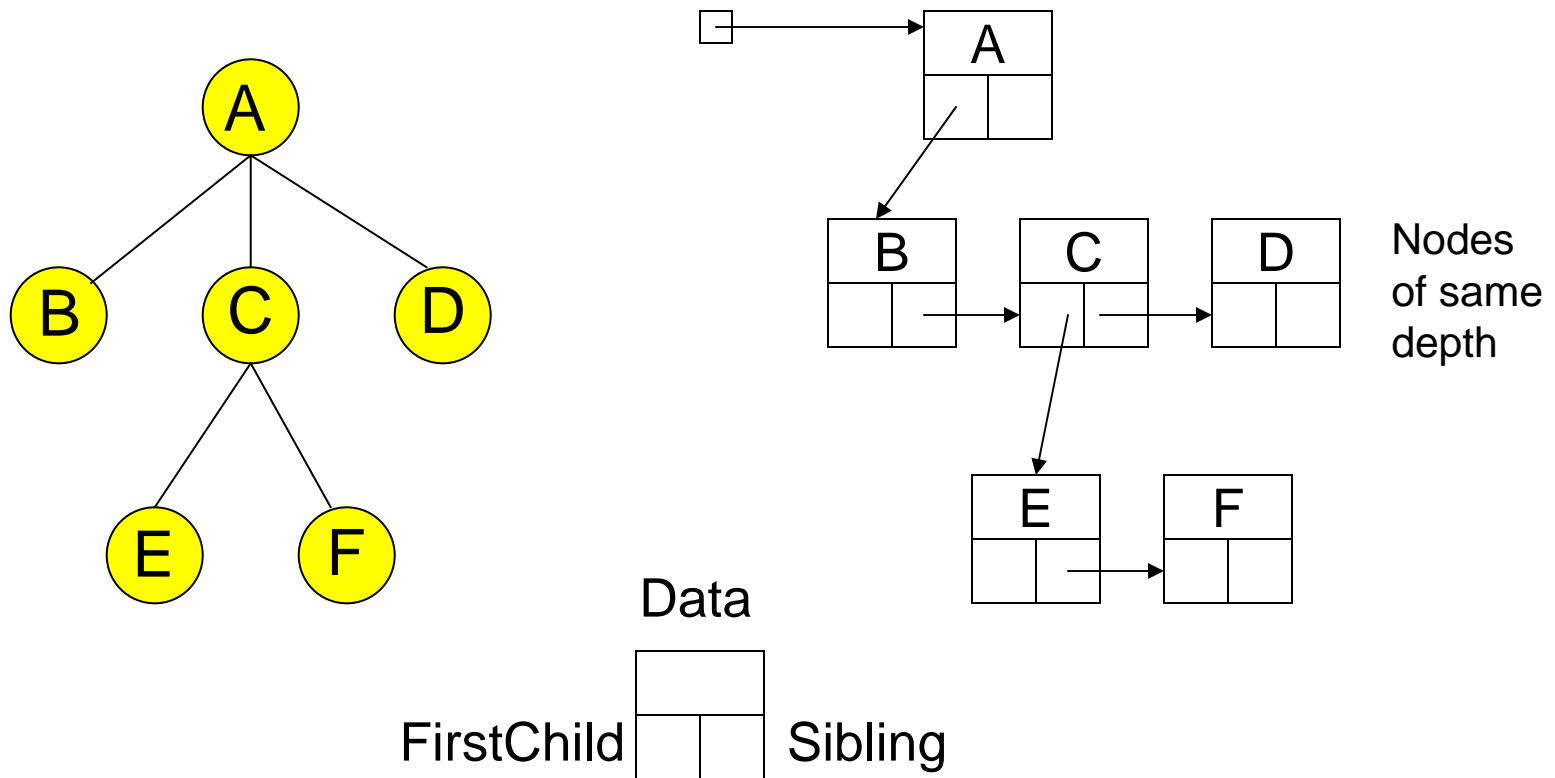 A
B C D
E F
A
B C D
E F
Nodes
of same
depth
Data
FirstChild Sibling